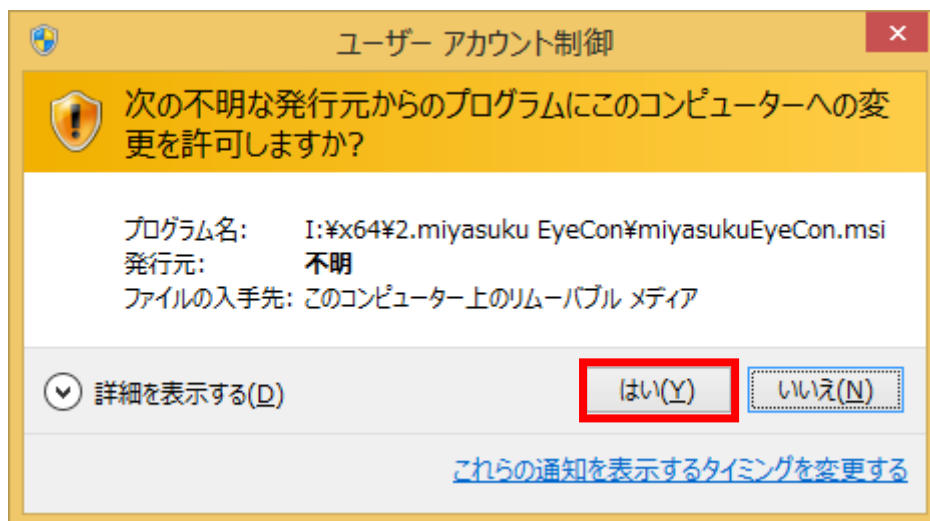 ユーザー アカウント制御
次の不明な発行元からのプログラムにこのコンピューターへの変
更を許可しますか?
プログラム名: I:¥x64¥2.miyasuku EyeCon¥miyasukuEyeCon.msi
発行元: 不明
ファイルの入手先: このコンピューター上のリムーバブル メディア
詳細を表示する(D) はい(Y) いいえ(N)
これらの通知を表示するタイミングを変更する